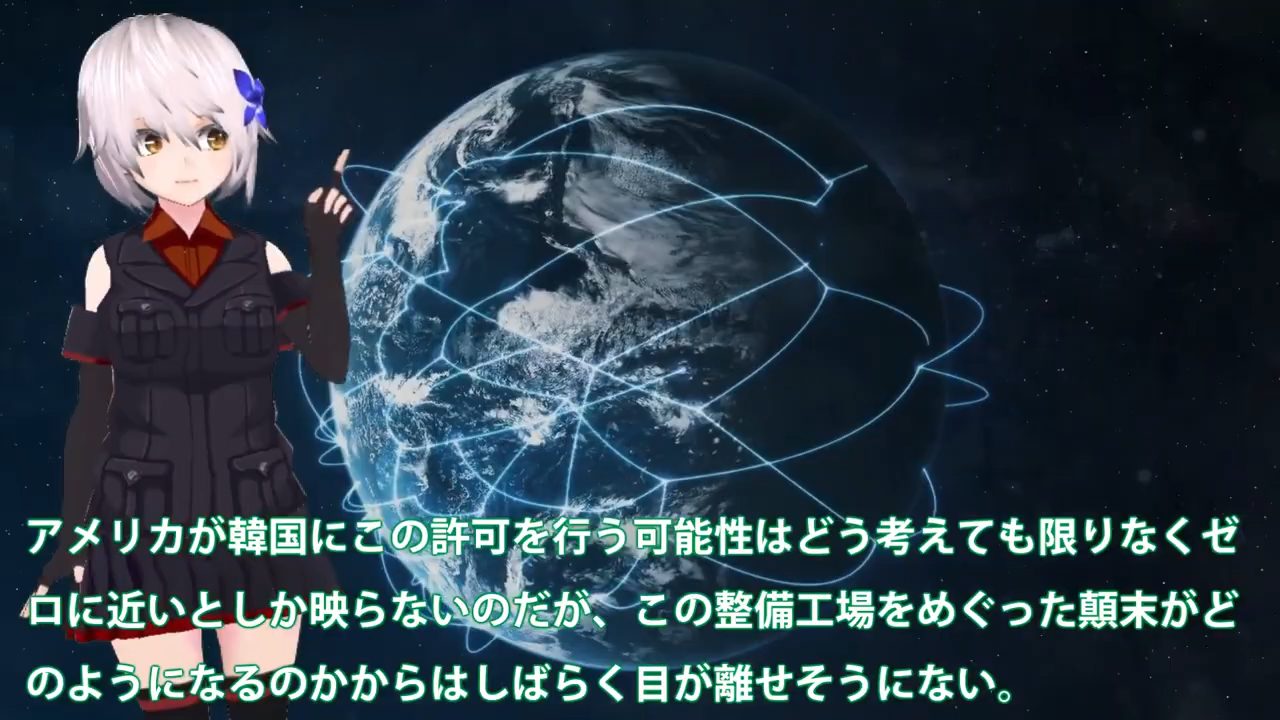 アメリカが韓国にこの許可を行う可能性はどう考えても限りなくゼ
ロに近いとしか映らないのだが、この整備工場をめぐった顛末がど
のようになるのかからはしばらく目が離せそうにない。